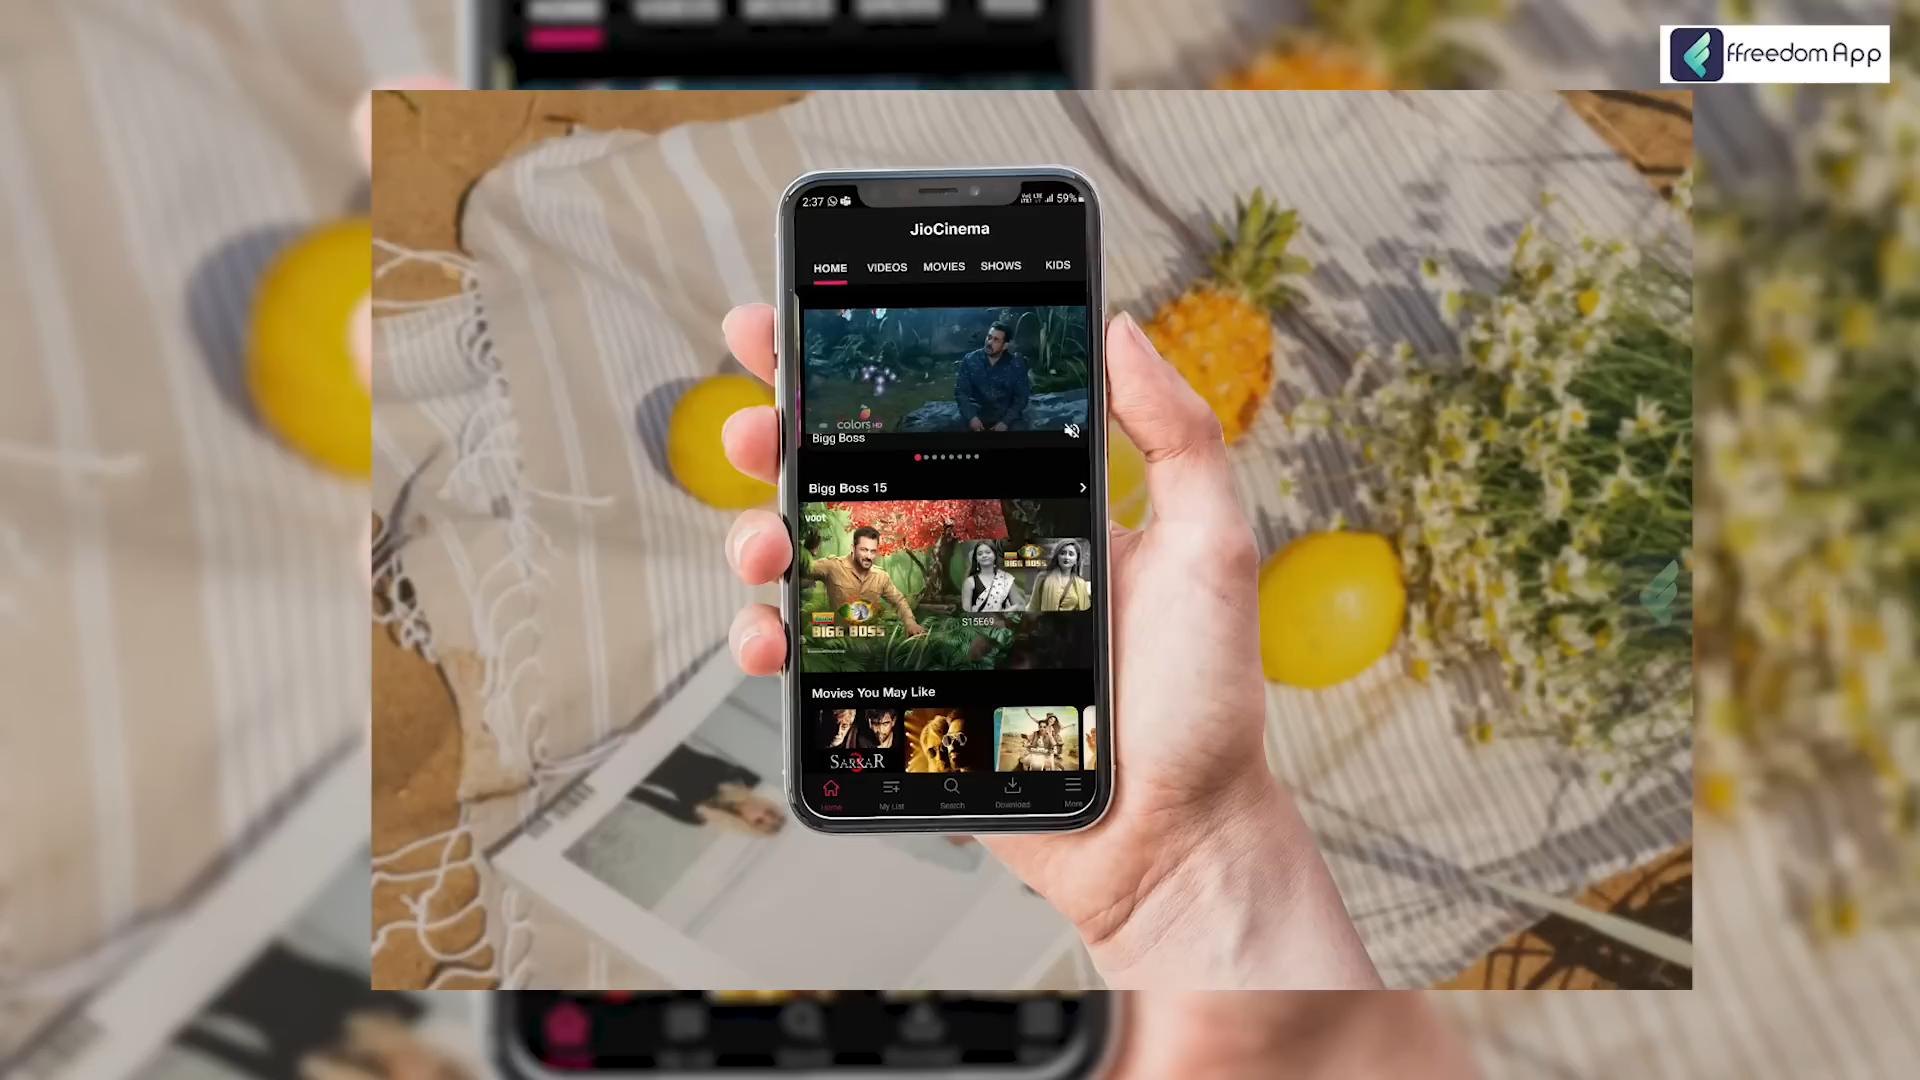 ffreedom App
2:37 59%
JioCinema
HOME VIDEOS MOVIES SHOWS KIDS
colors HD
Bigg Boss
Bigg Boss 15
voot
BIGG BOSS
BIGG BOSS
S15E69
Movies You May Like
SARKAR 3
Home My List Search Download More